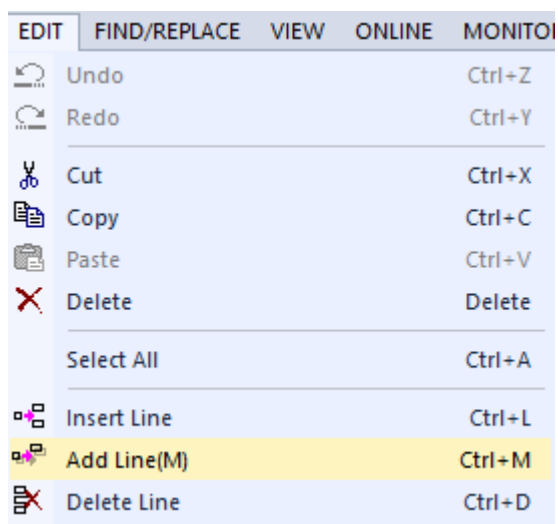 EDIT FIND/REPLACE VIEW ONLINE MONITO
Undo Ctrl+Z
Redo Ctrl+Y
Cut Ctrl+X
Copy Ctrl+C
Paste Ctrl+V
Delete Delete
Select All Ctrl+A
Insert Line Ctrl+L
Add Line(M) Ctrl+M
Delete Line Ctrl+D